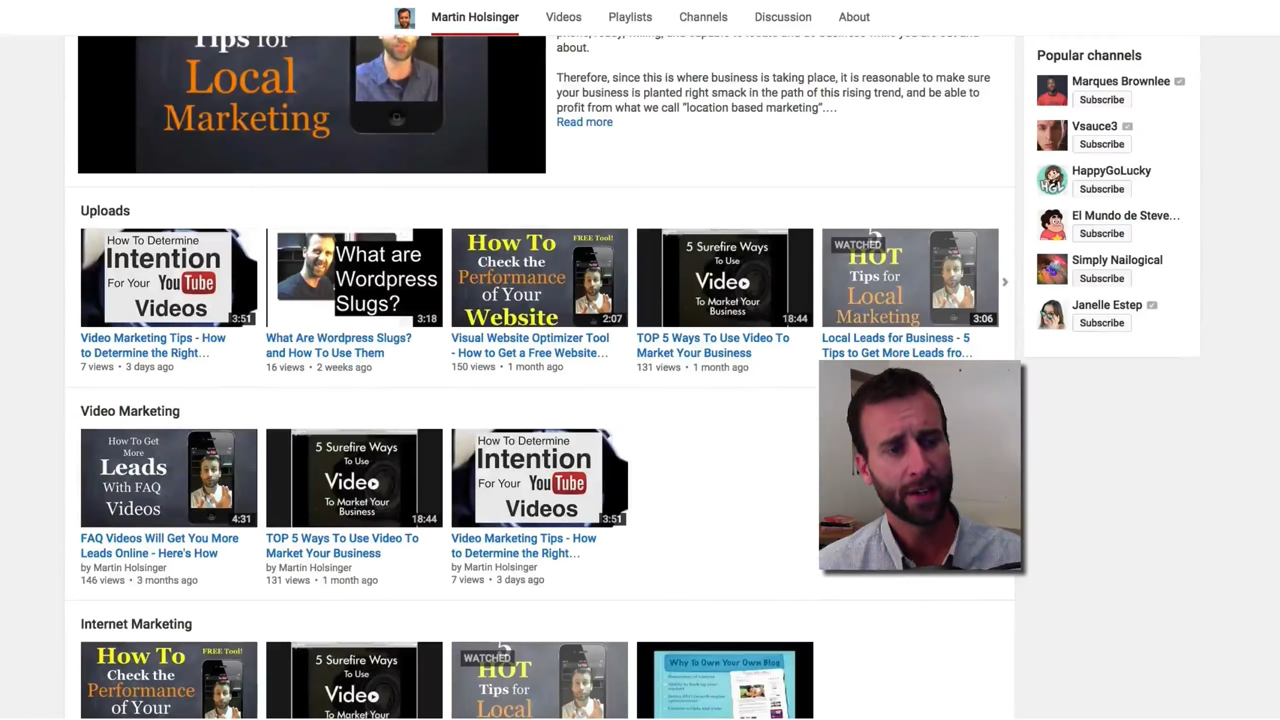 Martin Holsinger
Videos
Playlists
Channels
Discussion
About
Tips for
Local
Marketing
about.
Therefore, since this is where business is taking place, it is reasonable to make sure
your business is planted right smack in the path of this rising trend, and be able to
profit from what we call “location based marketing”....
Read more
Popular channels
Marques Brownlee
Subscribe
Vsauce3
Subscribe
HappyGoLucky
HGL
Subscribe
El Mundo de Steve...
Subscribe
Simply Nailogical
Subscribe
Janelle Estep
Subscribe
Uploads
How To Determine
Intention
For Your YouTube
Videos
3:51
Video Marketing Tips - How
to Determine the Right...
7 views • 3 days ago
What are
Wordpress
Slugs?
3:18
What Are Wordpress Slugs?
and How To Use Them
16 views • 2 weeks ago
How To
FREE Tool!
Check the
Performance
of Your
Website
2:07
Visual Website Optimizer Tool
- How to Get a Free Website...
150 views • 1 month ago
5 Surefire Ways
To Use
Video
To Market Your
Business
18:44
TOP 5 Ways To Use Video To
Market Your Business
131 views • 1 month ago
WATCHED
5
HOT
Tips for
Local
Marketing
3:06
Local Leads for Business - 5
Tips to Get More Leads fro...
Video Marketing
How To Get
More
Leads
With FAQ
Videos
4:31
FAQ Videos Will Get You More
Leads Online - Here's How
by Martin Holsinger
146 views • 3 months ago
5 Surefire Ways
To Use
Video
To Market Your
Business
18:44
TOP 5 Ways To Use Video To
Market Your Business
by Martin Holsinger
131 views • 1 month ago
How To Determine
Intention
For Your YouTube
Videos
3:51
Video Marketing Tips - How
to Determine the Right...
by Martin Holsinger
7 views • 3 days ago
Internet Marketing
How To
FREE Tool!
Check the
Performance
of Your
5 Surefire Ways
To Use
Video
To Market Your
WATCHED
5
HOT
Tips for
Local
Why To Own Your Own Blog